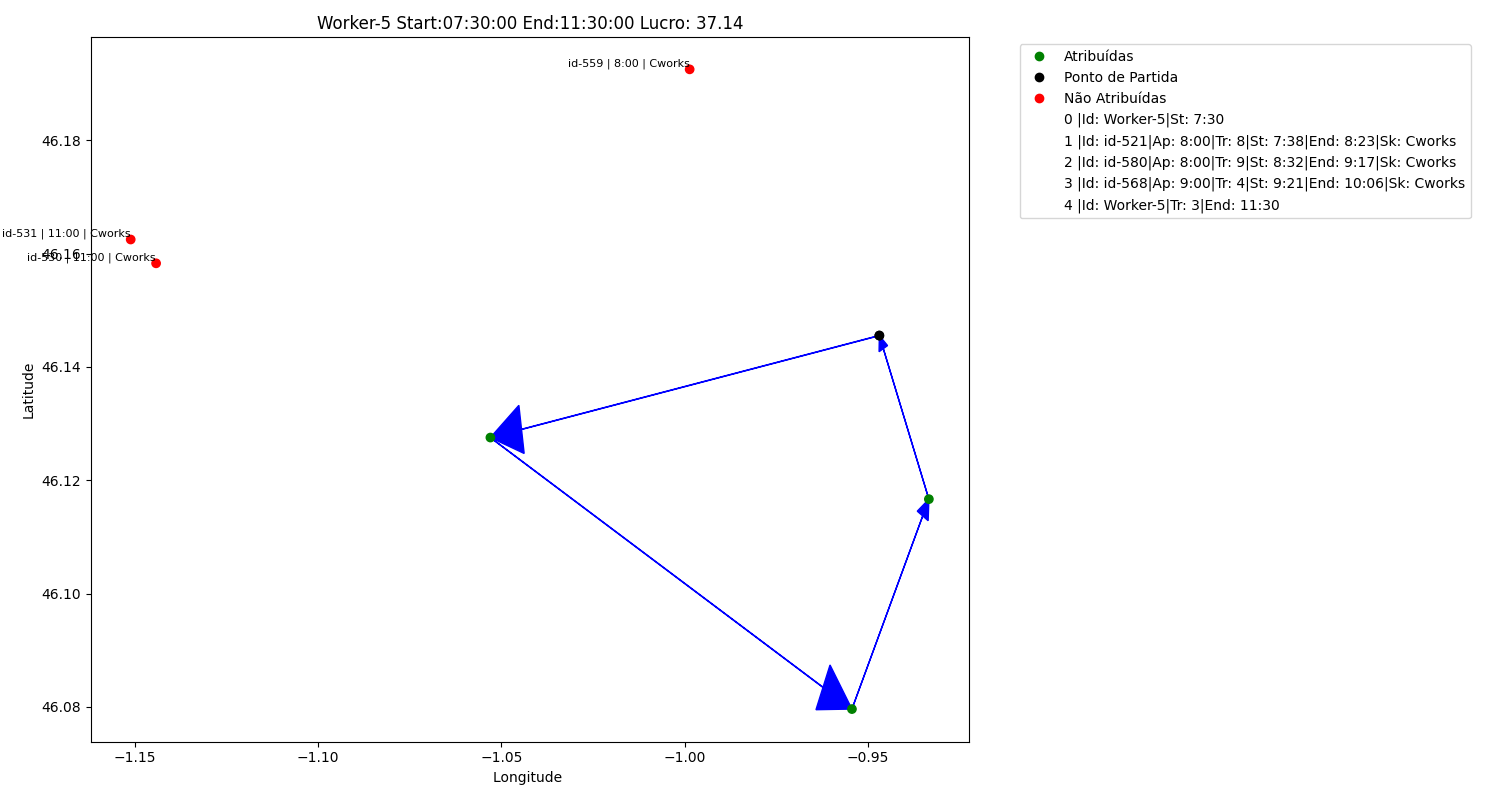 Worker-5 Start:07:30:00 End:11:30:00 Lucro: 37.14
id-559 | 8:00 | Cworks
id-531 | 11:00 | Cworks
id-530 | 11:00 | Cworks
46.18
46.16
46.14
46.12
46.10
46.08
Latitude
−1.15
−1.10
−1.05
−1.00
−0.95
Longitude
Atribuídas
Ponto de Partida
Não Atribuídas
0 |Id: Worker-5|St: 7:30
1 |Id: id-521|Ap: 8:00|Tr: 8|St: 7:38|End: 8:23|Sk: Cworks
2 |Id: id-580|Ap: 8:00|Tr: 9|St: 8:32|End: 9:17|Sk: Cworks
3 |Id: id-568|Ap: 9:00|Tr: 4|St: 9:21|End: 10:06|Sk: Cworks
4 |Id: Worker-5|Tr: 3|End: 11:30